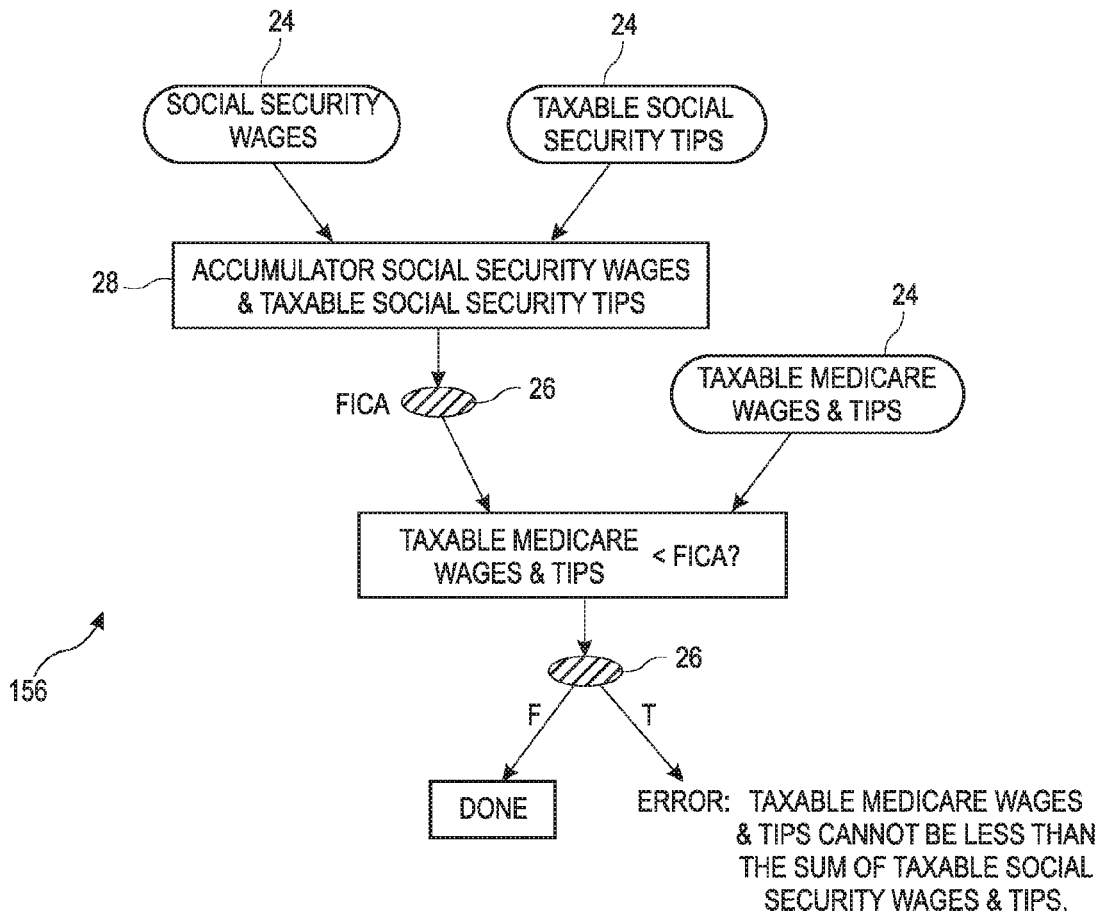 24
24
SOCIAL SECURITY
WAGES
TAXABLE SOCIAL
SECURITY TIPS
28
ACCUMULATOR SOCIAL SECURITY WAGES
& TAXABLE SOCIAL SECURITY TIPS
24
FICA
26
TAXABLE MEDICARE
WAGES & TIPS
TAXABLE MEDICARE
WAGES & TIPS
< FICA?
26
156
F
T
DONE
ERROR: TAXABLE MEDICARE WAGES
& TIPS CANNOT BE LESS THAN
THE SUM OF TAXABLE SOCIAL
SECURITY WAGES & TIPS.